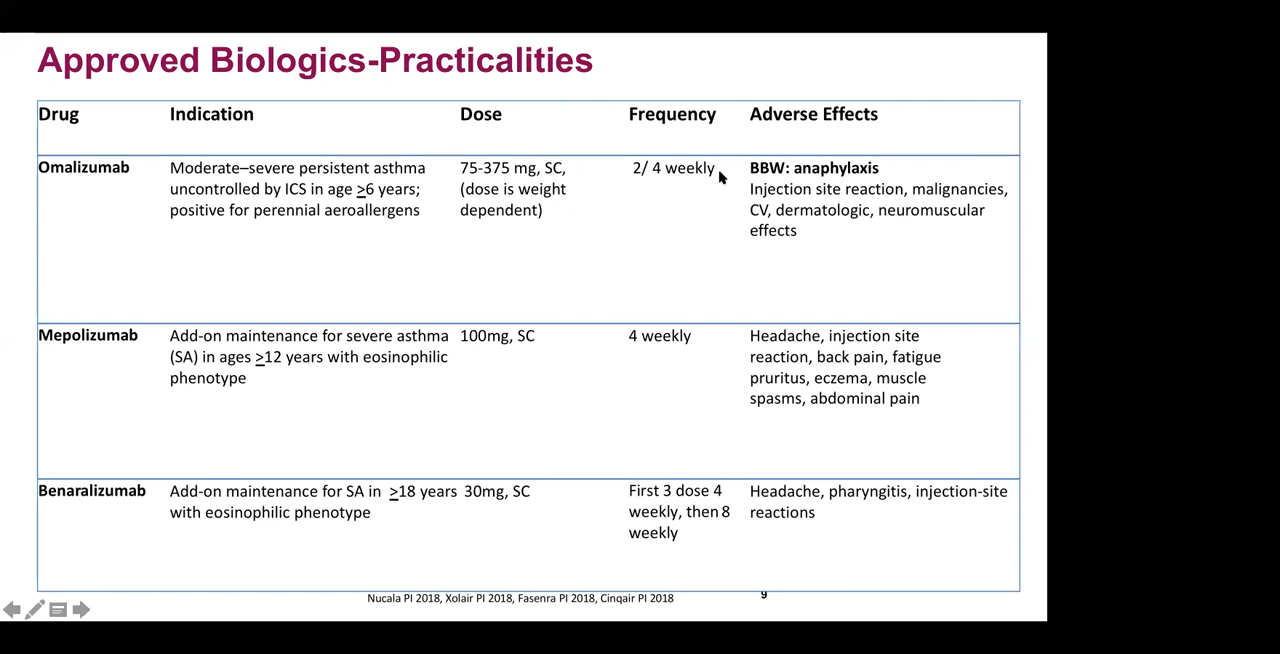 Approved Biologics-Practicalities
Drug Indication Dose Frequency Adverse Effects
Omalizumab
Moderate–severe persistent asthma
uncontrolled by ICS in age >6 years;
positive for perennial aeroallergens
75-375 mg, SC,
(dose is weight
dependent)
2/ 4 weekly
BBW: anaphylaxis
Injection site reaction, malignancies,
CV, dermatologic, neuromuscular
effects
Mepolizumab
Add-on maintenance for severe asthma
(SA) in ages >12 years with eosinophilic
phenotype
100mg, SC
4 weekly
Headache, injection site
reaction, back pain, fatigue
pruritus, eczema, muscle
spasms, abdominal pain
Benaralizumab
Add-on maintenance for SA in >18 years
with eosinophilic phenotype
30mg, SC
First 3 dose 4
weekly, then 8
weekly
Headache, pharyngitis, injection-site
reactions
Nucala PI 2018, Xolair PI 2018, Fasenra PI 2018, Cinqair PI 2018
9